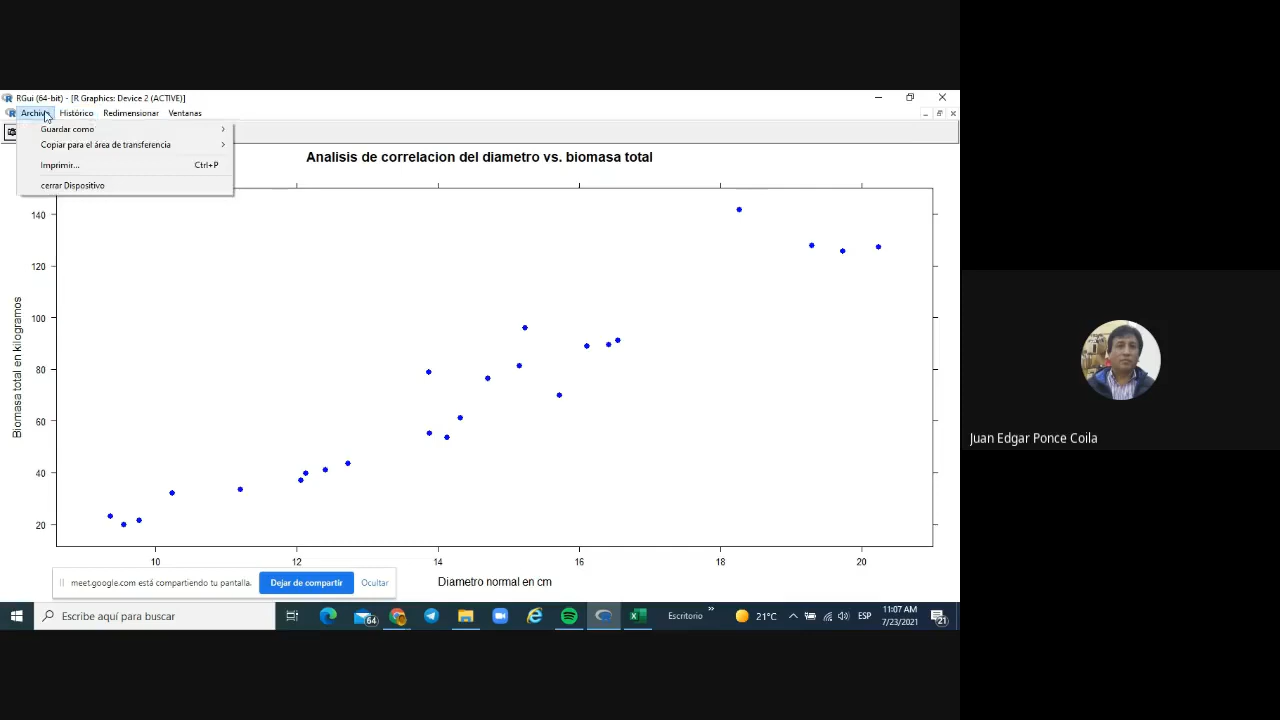 RGui (64-bit) - [R Graphics: Device 2 (ACTIVE)]
Archivo Histórico Redimensionar Ventanas
Guardar como
Copiar para el área de transferencia
Imprimir... Ctrl+P
cerrar Dispositivo
Analisis de correlacion del diametro vs. biomasa total
Biomasa total en kilogramos
140
120
100
80
60
40
20
10 12 14 16 18 20
Diametro normal en cm
meet.google.com está compartiendo tu pantalla. Dejar de compartir Ocultar
Juan Edgar Ponce Coila
Escribe aquí para buscar
64
Escritorio
21°C
ESP
11:07 AM
7/23/2021
21